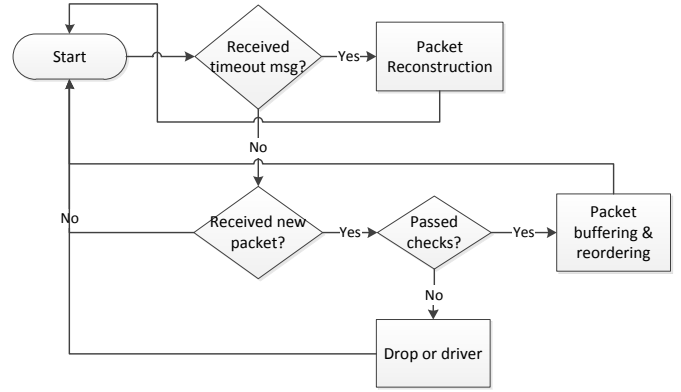 Start
Received
timeout msg?
Yes
Packet
Reconstruction
No
Received new
packet?
Yes
Passed
checks?
Yes
Packet
buffering &
reordering
No
No
Drop or driver